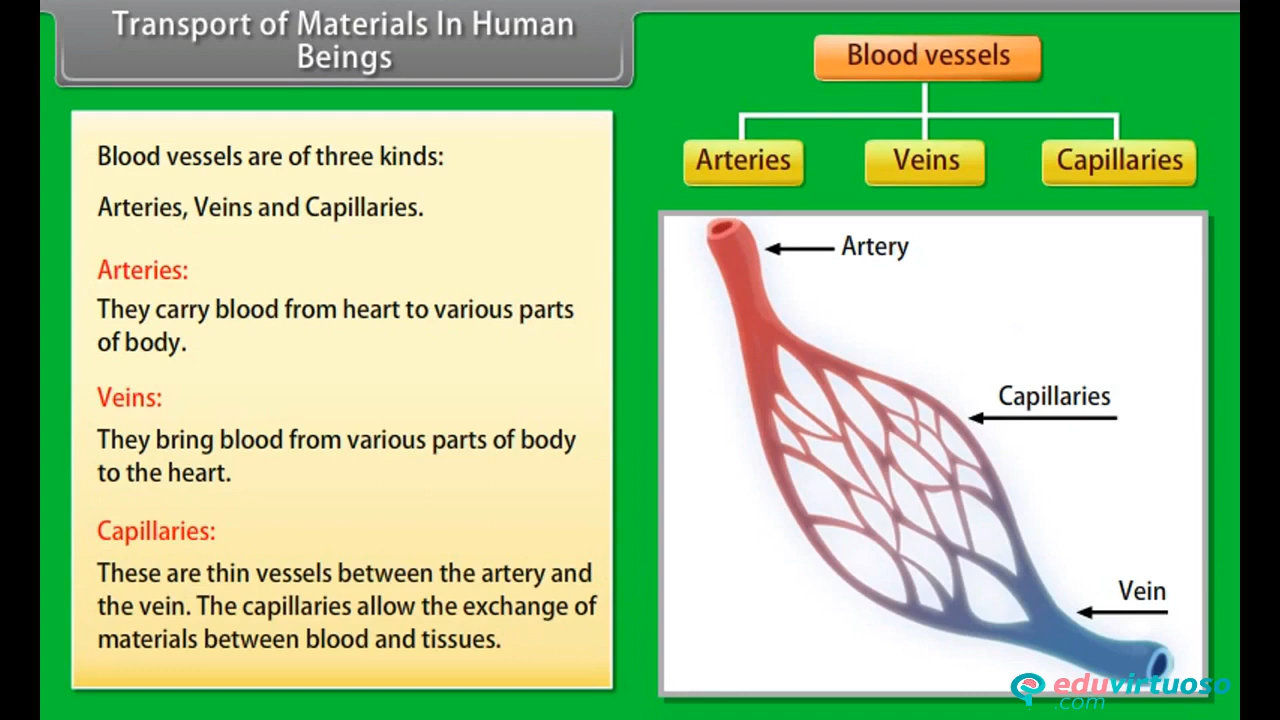 Transport of Materials In Human
Beings
Blood vessels are of three kinds:
Arteries, Veins and Capillaries.
Arteries:
They carry blood from heart to various parts
of body.
Veins:
They bring blood from various parts of body
to the heart.
Capillaries:
These are thin vessels between the artery and
the vein. The capillaries allow the exchange of
materials between blood and tissues.
Blood vessels
Arteries
Veins
Capillaries
Artery
Capillaries
Vein
eduvirtuoso
.com